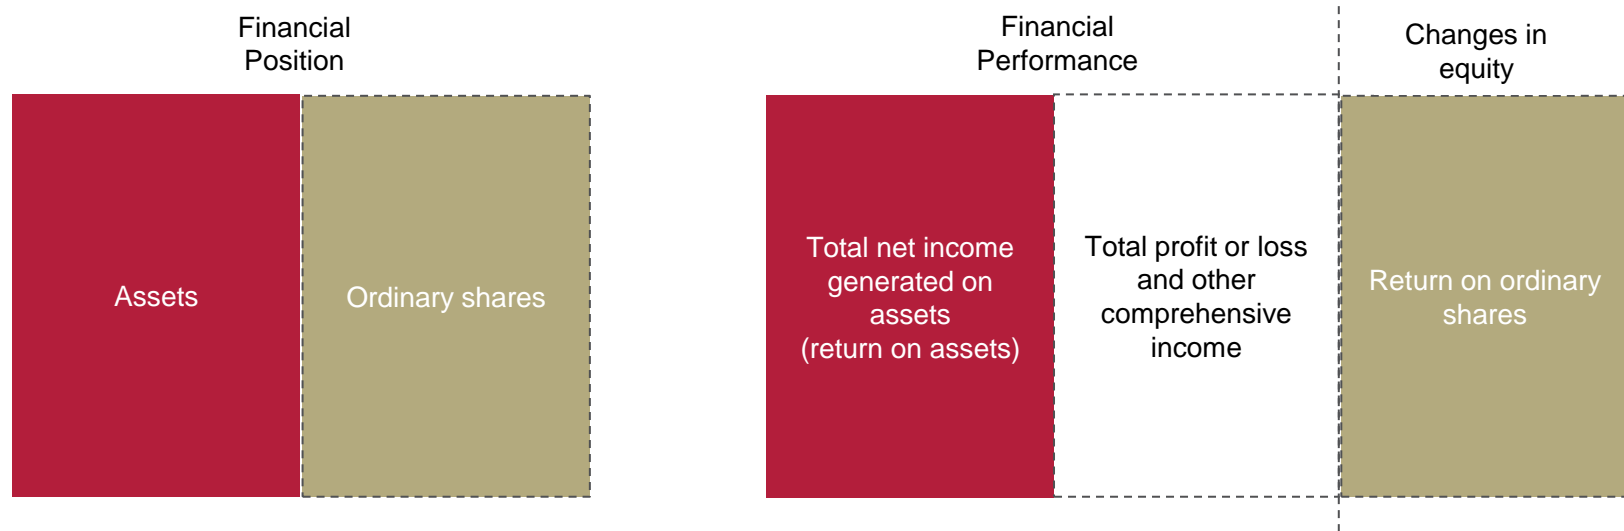 Financial
Position
Financial
Performance
Changes in
equity
Assets
Ordinary shares
Total net income
generated on
assets
(return on assets)
Total profit or loss
and other
comprehensive
income
Return on ordinary
shares